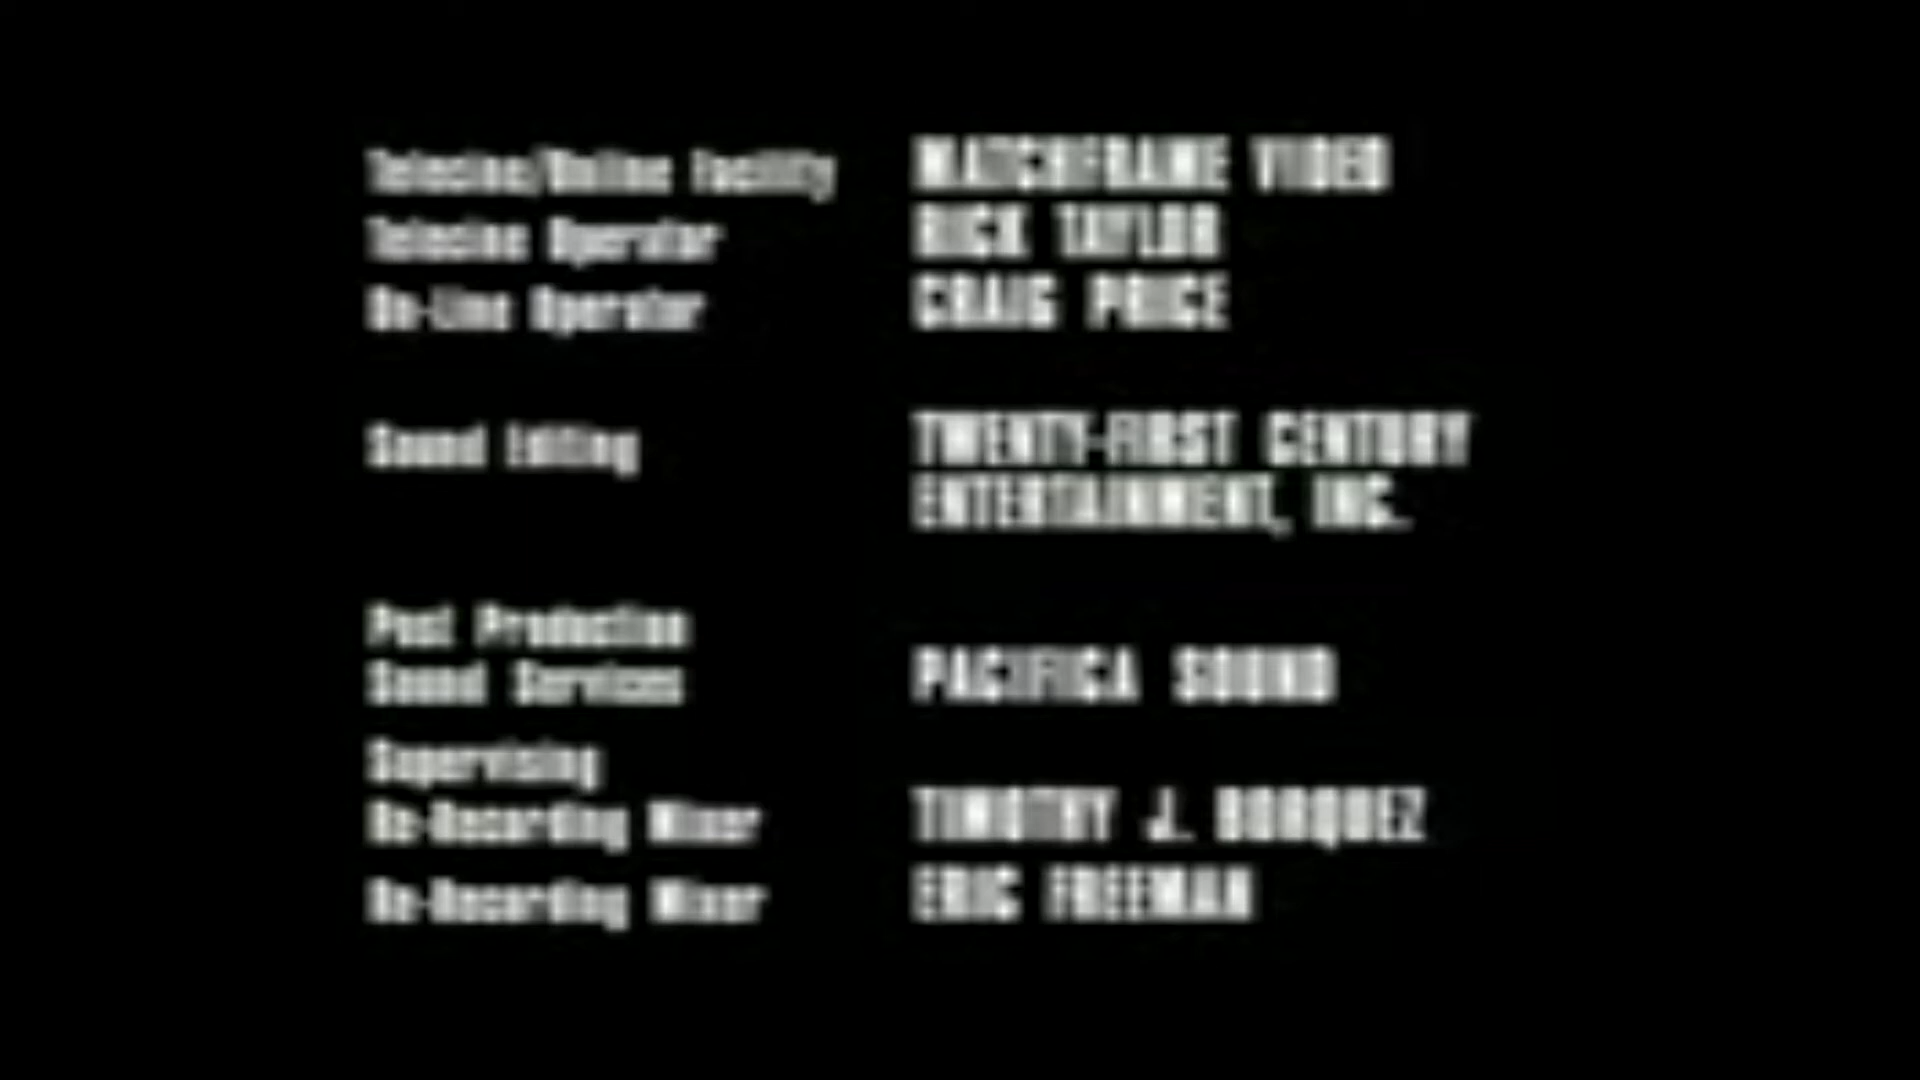 Telecine/Online Facility MATCHFRAME VIDEO
Telecine Operator RICK TAYLOR
On-Line Operator CRAIG PRICE
Sound Editing TWENTY-FIRST CENTURY
ENTERTAINMENT, INC.
Post Production
Sound Services PACIFICA SOUND
Supervising
Re-Recording Mixer TIMOTHY J. BORQUEZ
Re-Recording Mixer ERIC FREEMAN